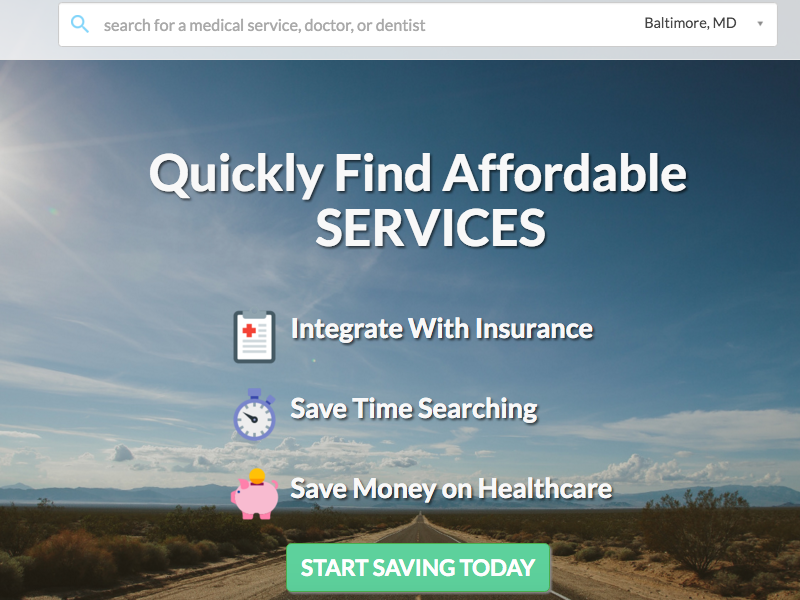 search for a medical service, doctor, or dentist
Baltimore, MD
Quickly Find Affordable
SERVICES
Integrate With Insurance
Save Time Searching
Save Money on Healthcare
START SAVING TODAY